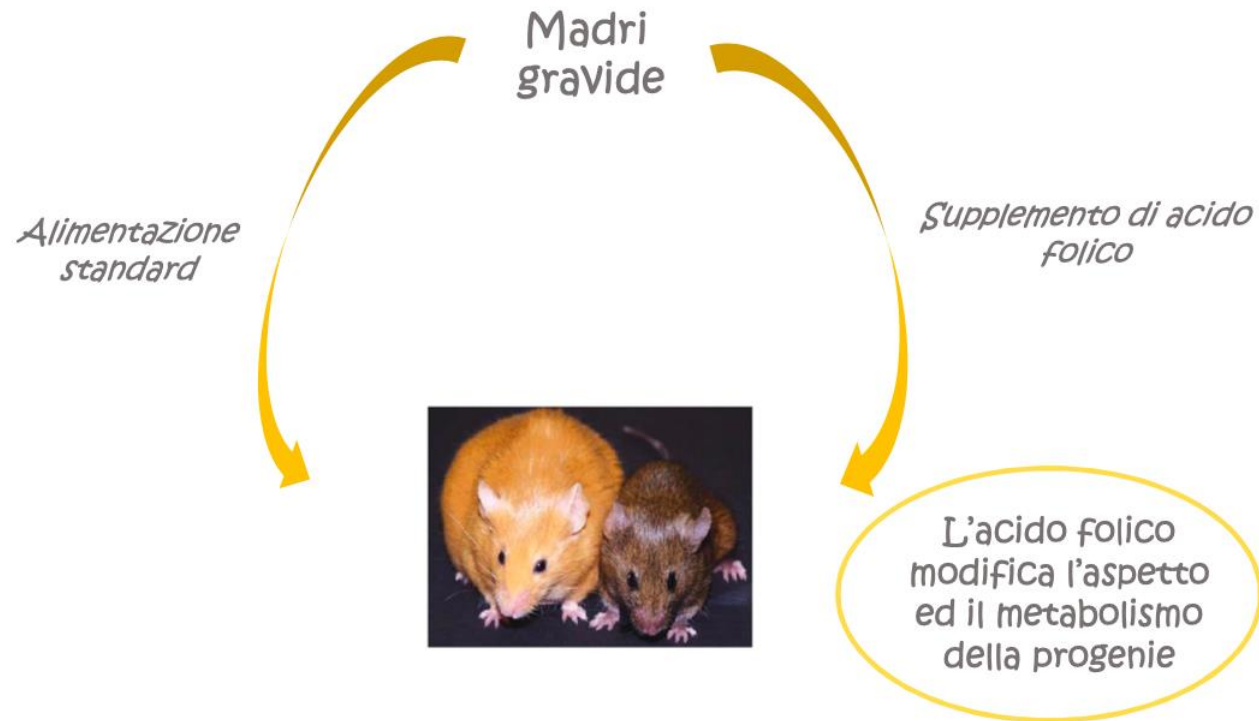 Madri
gravide
Alimentazione
standard
Supplemento di acido
folico
L'acido folico
modifica l'aspetto
ed il metabolismo
della progenie